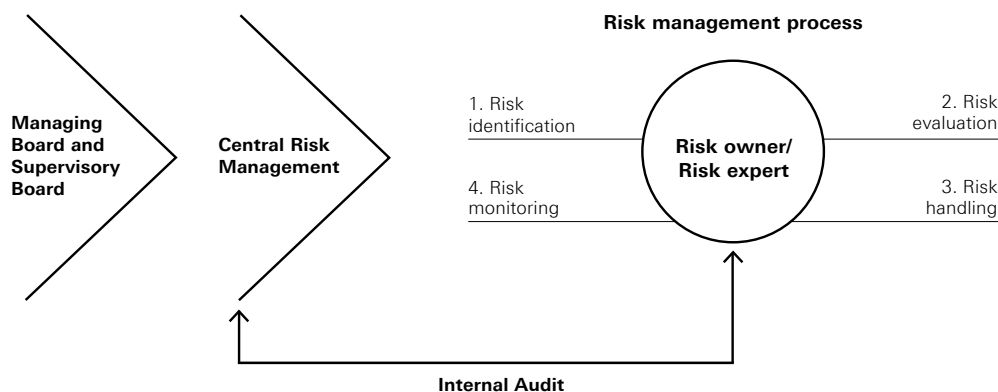 Risk management process
Managing
Board and
Supervisory
Board
Central Risk
Management
1. Risk
identification
2. Risk
evaluation
Risk owner/
Risk expert
4. Risk
monitoring
3. Risk
handling
Internal Audit